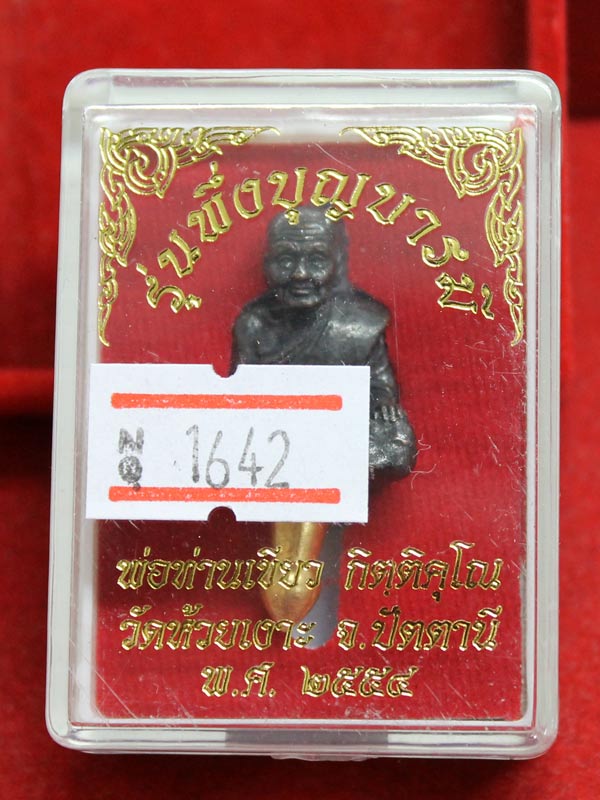 รุ่นพึ่งบุญบารมี
No 1642
พ่อท่านเขียว กิตฺติคุโณ
วัดห้วยเงาะ จ.ปัตตานี
พ.ศ. ๒๕๕๔